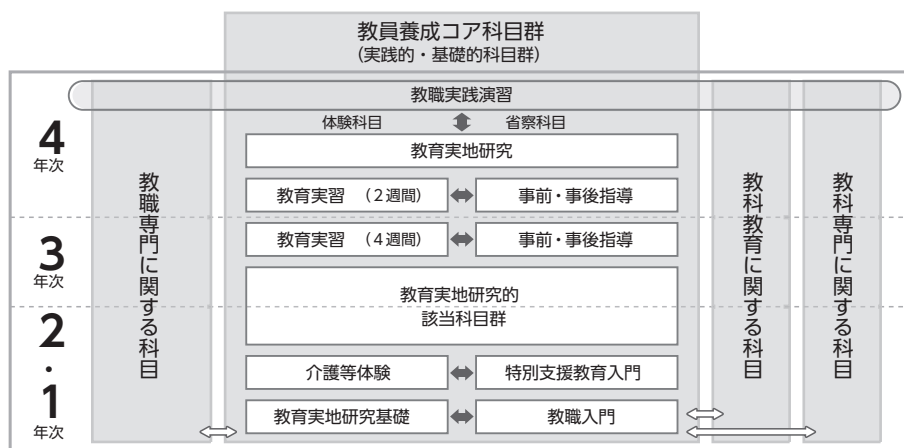 教員養成コア科目群
(実践的・基礎的科目群)
教職実践演習
体験科目 省察科目
4
年次
教育実地研究
教育実習 (2週間) 事前・事後指導
3
年次
教育実習 (4週間) 事前・事後指導
教育実地研究的
該当科目群
2・1
年次
介護等体験 特別支援教育入門
教育実地研究基礎 教職入門
教職専門に関する科目
教科教育に関する科目
教科専門に関する科目